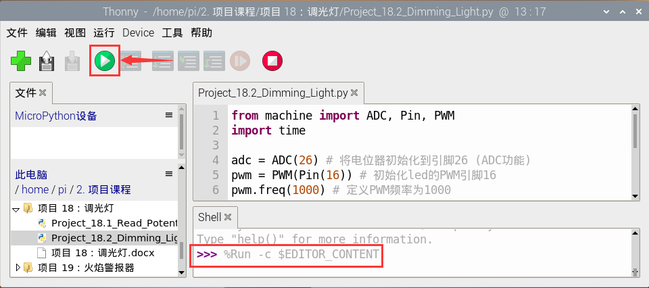 Thonny - /home/pi/2. 项目课程/项目 18：调光灯/Project_18.2_Dimming_Light.py @ 13 : 17
文件 编辑 视图 运行 Device 工具 帮助
文件
MicroPython设备
此电脑
/ home / pi / 2. 项目课程
项目 18：调光灯
Project_18.1_Read_Potent
Project_18.2_Dimming_Lig
项目 18：调光灯.docx
项目 19：火焰警报器
Project_18.2_Dimming_Light.py
1 from machine import ADC, Pin, PWM
2 import time
3
4 adc = ADC(26) # 将电位器初始化到引脚26 (ADC功能)
5 pwm = PWM(Pin(16)) # 初始化led的PWM引脚16
6 pwm.freq(1000) # 定义PWM频率为1000
Shell
Type "help()" for more information.
>>> %Run -c $EDITOR_CONTENT